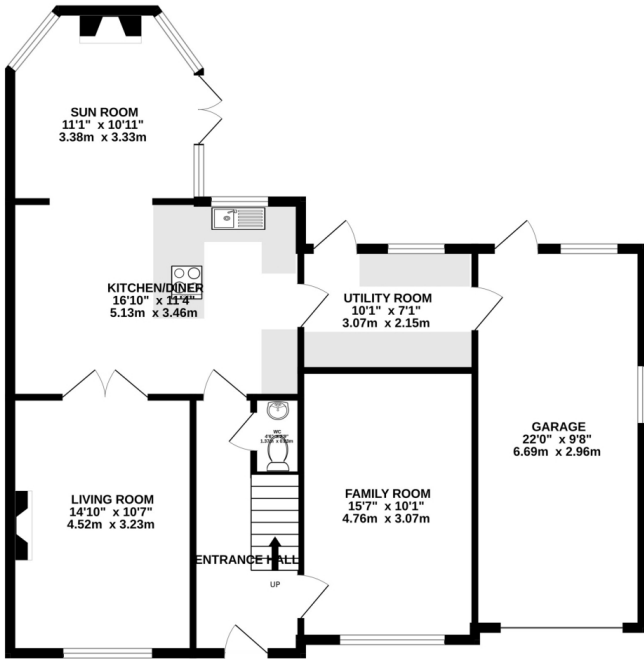 SUN ROOM
11'1" x 10'11"
3.38m x 3.33m
KITCHEN/DINER
16'10" x 11'4"
5.13m x 3.46m
UTILITY ROOM
10'1" x 7'1"
3.07m x 2.15m
WC
GARAGE
22'0" x 9'8"
6.69m x 2.96m
LIVING ROOM
14'10" x 10'7"
4.52m x 3.23m
FAMILY ROOM
15'7" x 10'1"
4.76m x 3.07m
ENTRANCE HALL
UP